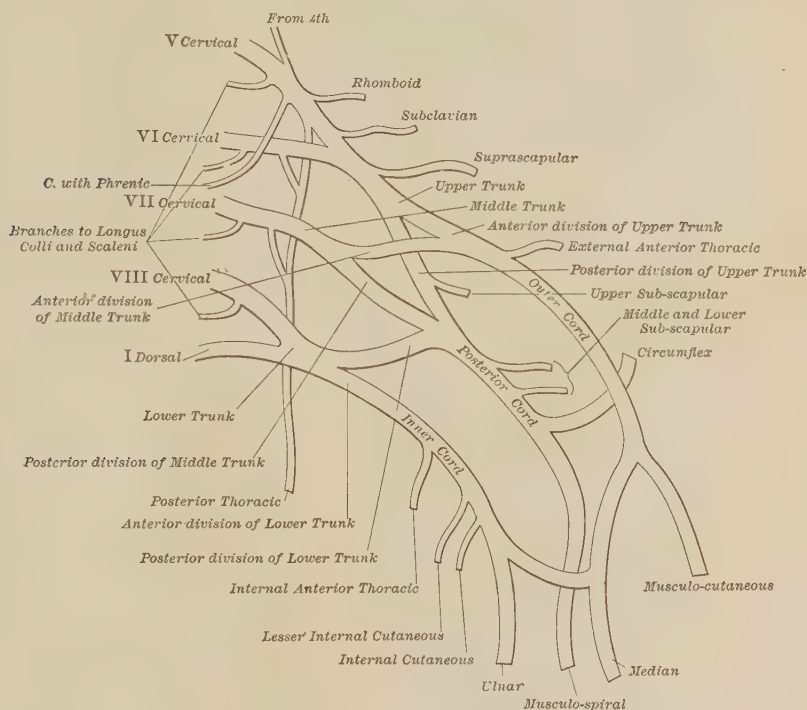 From 4th
V Cervical
Rhomboid
Subclavian
VI Cervical
Suprascapular
C. with Phrenic
Upper Trunk
VII Cervical
Middle Trunk
Branches to Longus
Colli and Scaleni
Anterior division of Upper Trunk
External Anterior Thoracic
Posterior division of Upper Trunk
VIII Cervical
Outer Cord
Upper Sub-scapular
Anterior division
of Middle Trunk
Middle and Lower
Sub-scapular
Circumflex
I Dorsal
Posterior Cord
Lower Trunk
Inner Cord
Posterior division of Middle Trunk
Posterior Thoracic
Anterior division of Lower Trunk
Posterior division of Lower Trunk
Internal Anterior Thoracic
Musculo-cutaneous
Lesser Internal Cutaneous
Internal Cutaneous
Median
Ulnar
Musculo-spiral